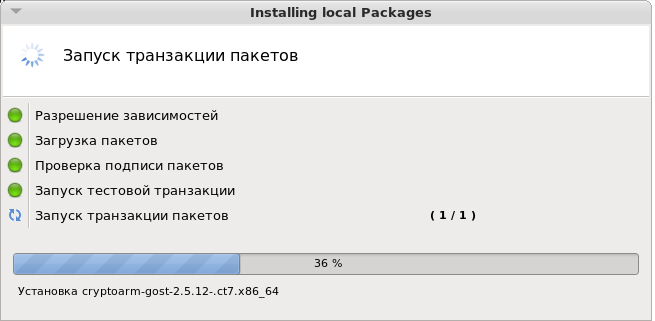 Installing local Packages
Запуск транзакции пакетов
Разрешение зависимостей
Загрузка пакетов
Проверка подписи пакетов
Запуск тестовой транзакции
Запуск транзакции пакетов ( 1 / 1 )
36 %
Установка cryptoarm-gost-2.5.12-.ct7.x86_64